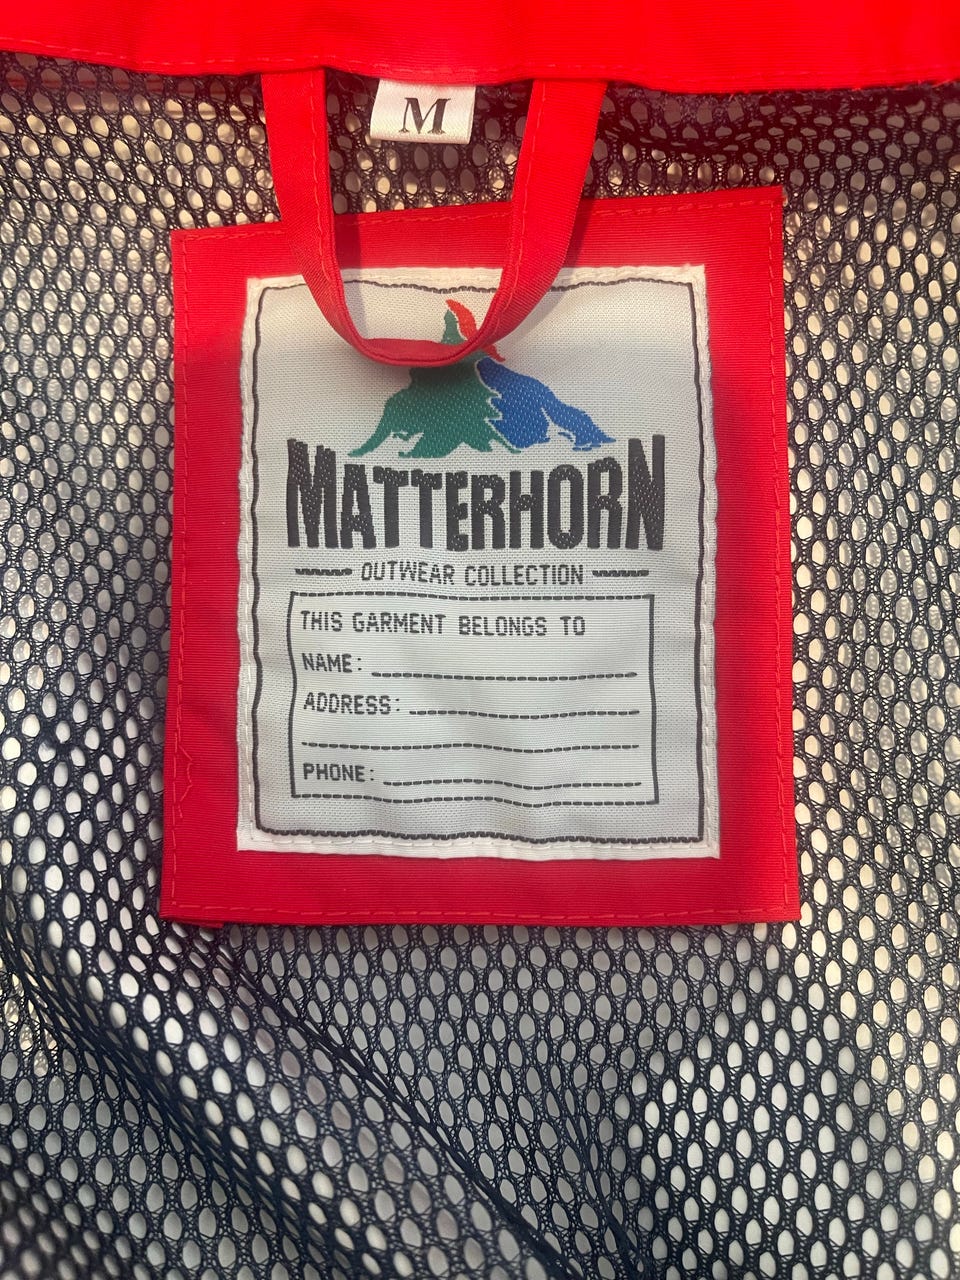 M
MATTERHORN
OUTWEAR COLLECTION
THIS GARMENT BELONGS TO
NAME:
ADDRESS:
PHONE: